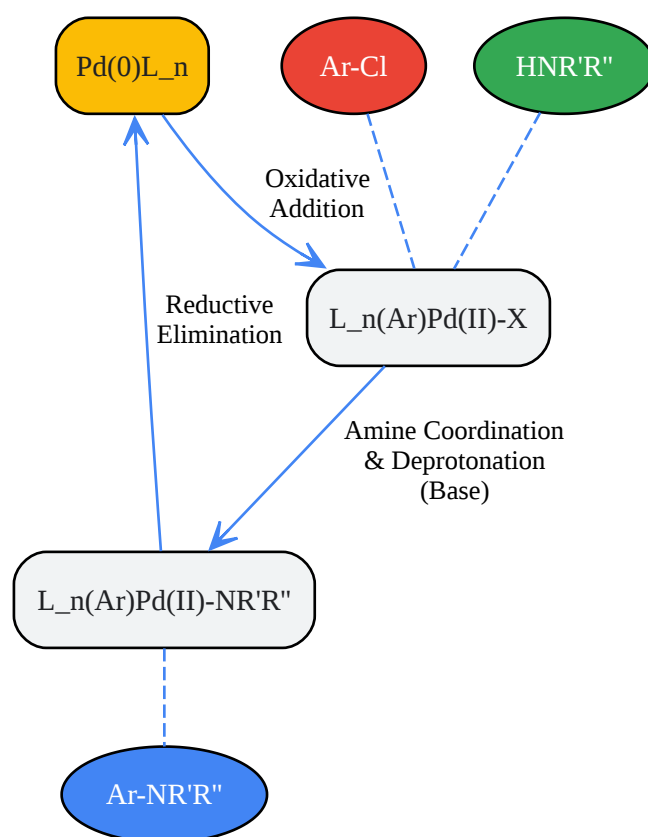 Pd(0)L_n
Ar-Cl
HNR'R"
Oxidative
Addition
L_n(Ar)Pd(II)-X
Reductive
Elimination
Amine Coordination
& Deprotonation
(Base)
L_n(Ar)Pd(II)-NR'R"
Ar-NR'R"